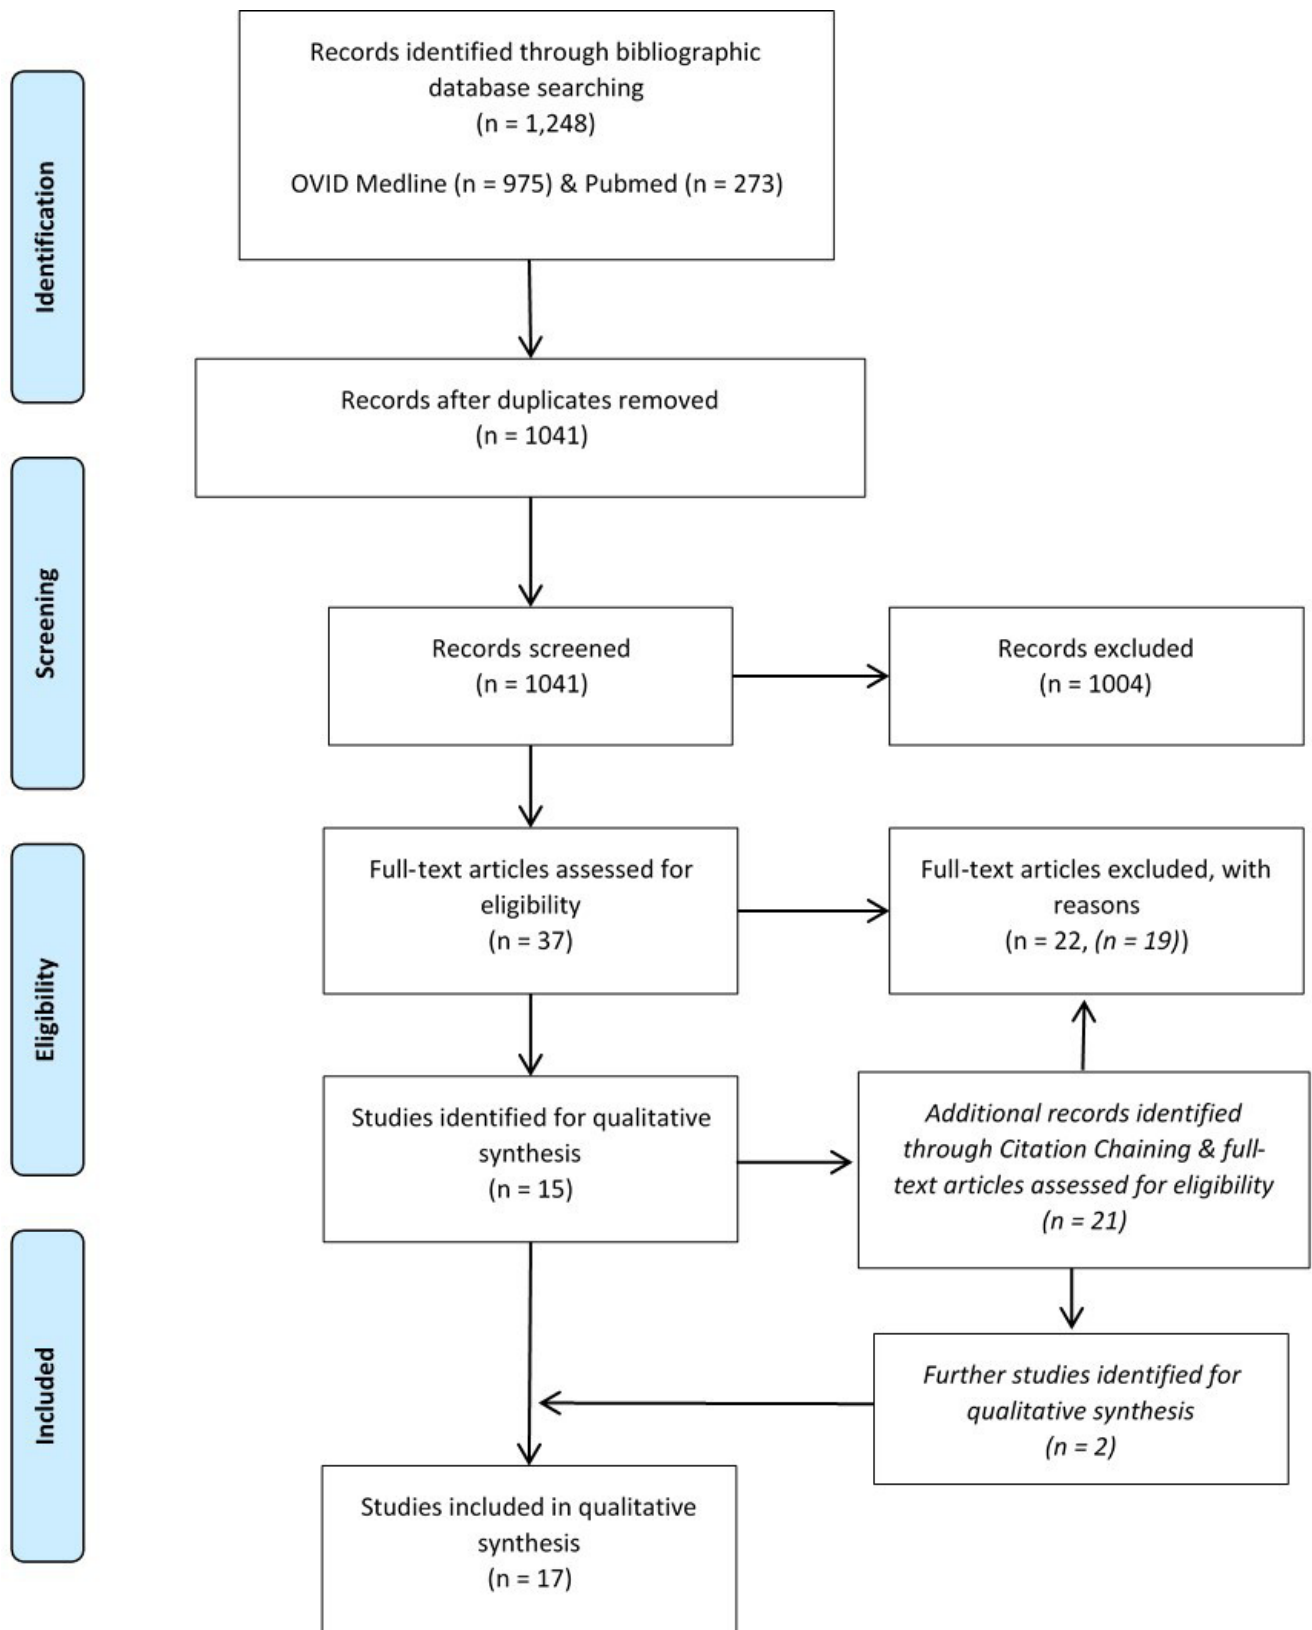 Identification
Records identified through bibliographic
database searching
(n = 1,248)
OVID Medline (n = 975) & Pubmed (n = 273)
Records after duplicates removed
(n = 1041)
Screening
Records screened
(n = 1041)
Records excluded
(n = 1004)
Eligibility
Full-text articles assessed for
eligibility
(n = 37)
Full-text articles excluded, with
reasons
(n = 22, (n = 19))
Studies identified for qualitative
synthesis
(n = 15)
Additional records identified
through Citation Chaining & full-
text articles assessed for eligibility
(n = 21)
Included
Further studies identified for
qualitative synthesis
(n = 2)
Studies included in qualitative
synthesis
(n = 17)